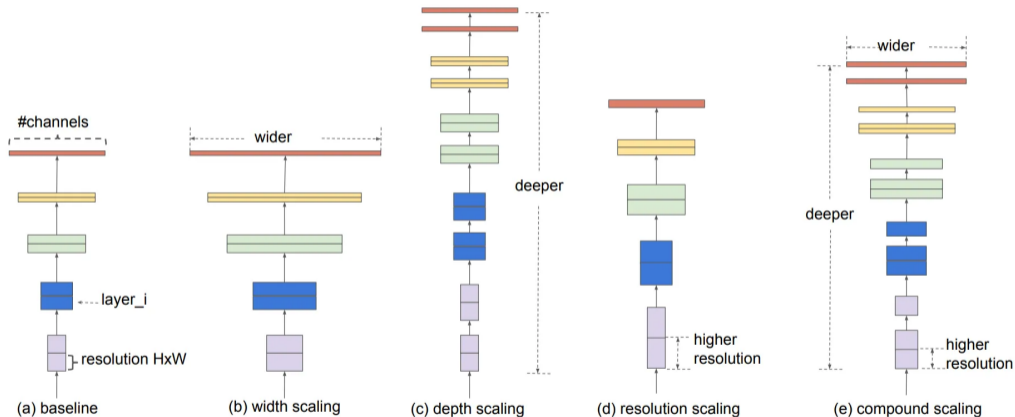 #channels
layer_i
resolution HxW
(a) baseline
wider
(b) width scaling
deeper
(c) depth scaling
higher
resolution
(d) resolution scaling
wider
deeper
higher
resolution
(e) compound scaling